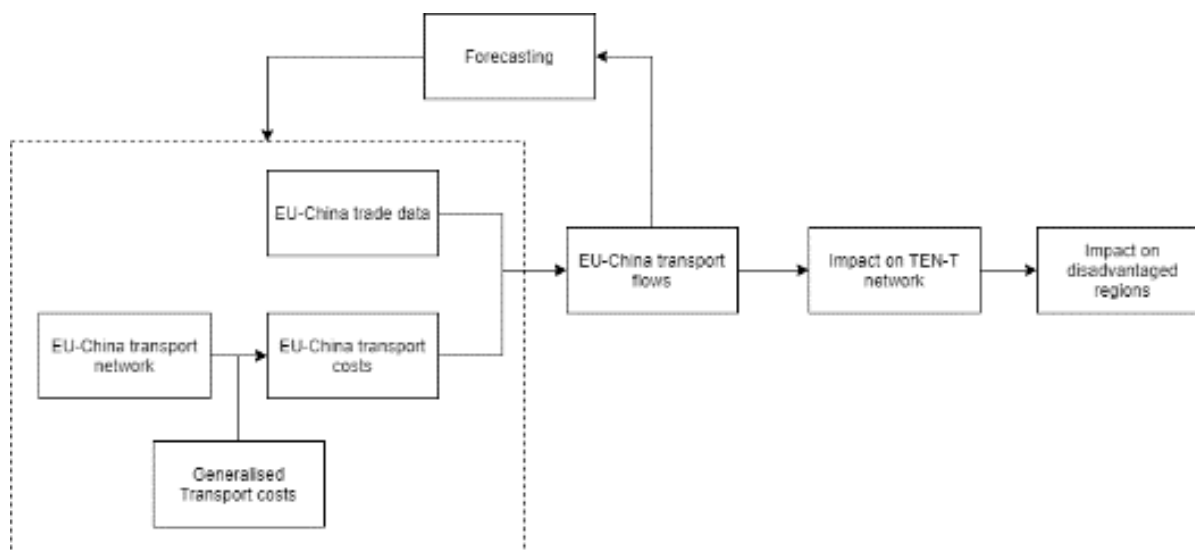 Forecasting
EU-China trade data
EU-China transport
flows
Impact on TEN-T
network
Impact on
disadvantaged
regions
EU-China transport
network
EU-China transport
costs
Generalised
Transport costs